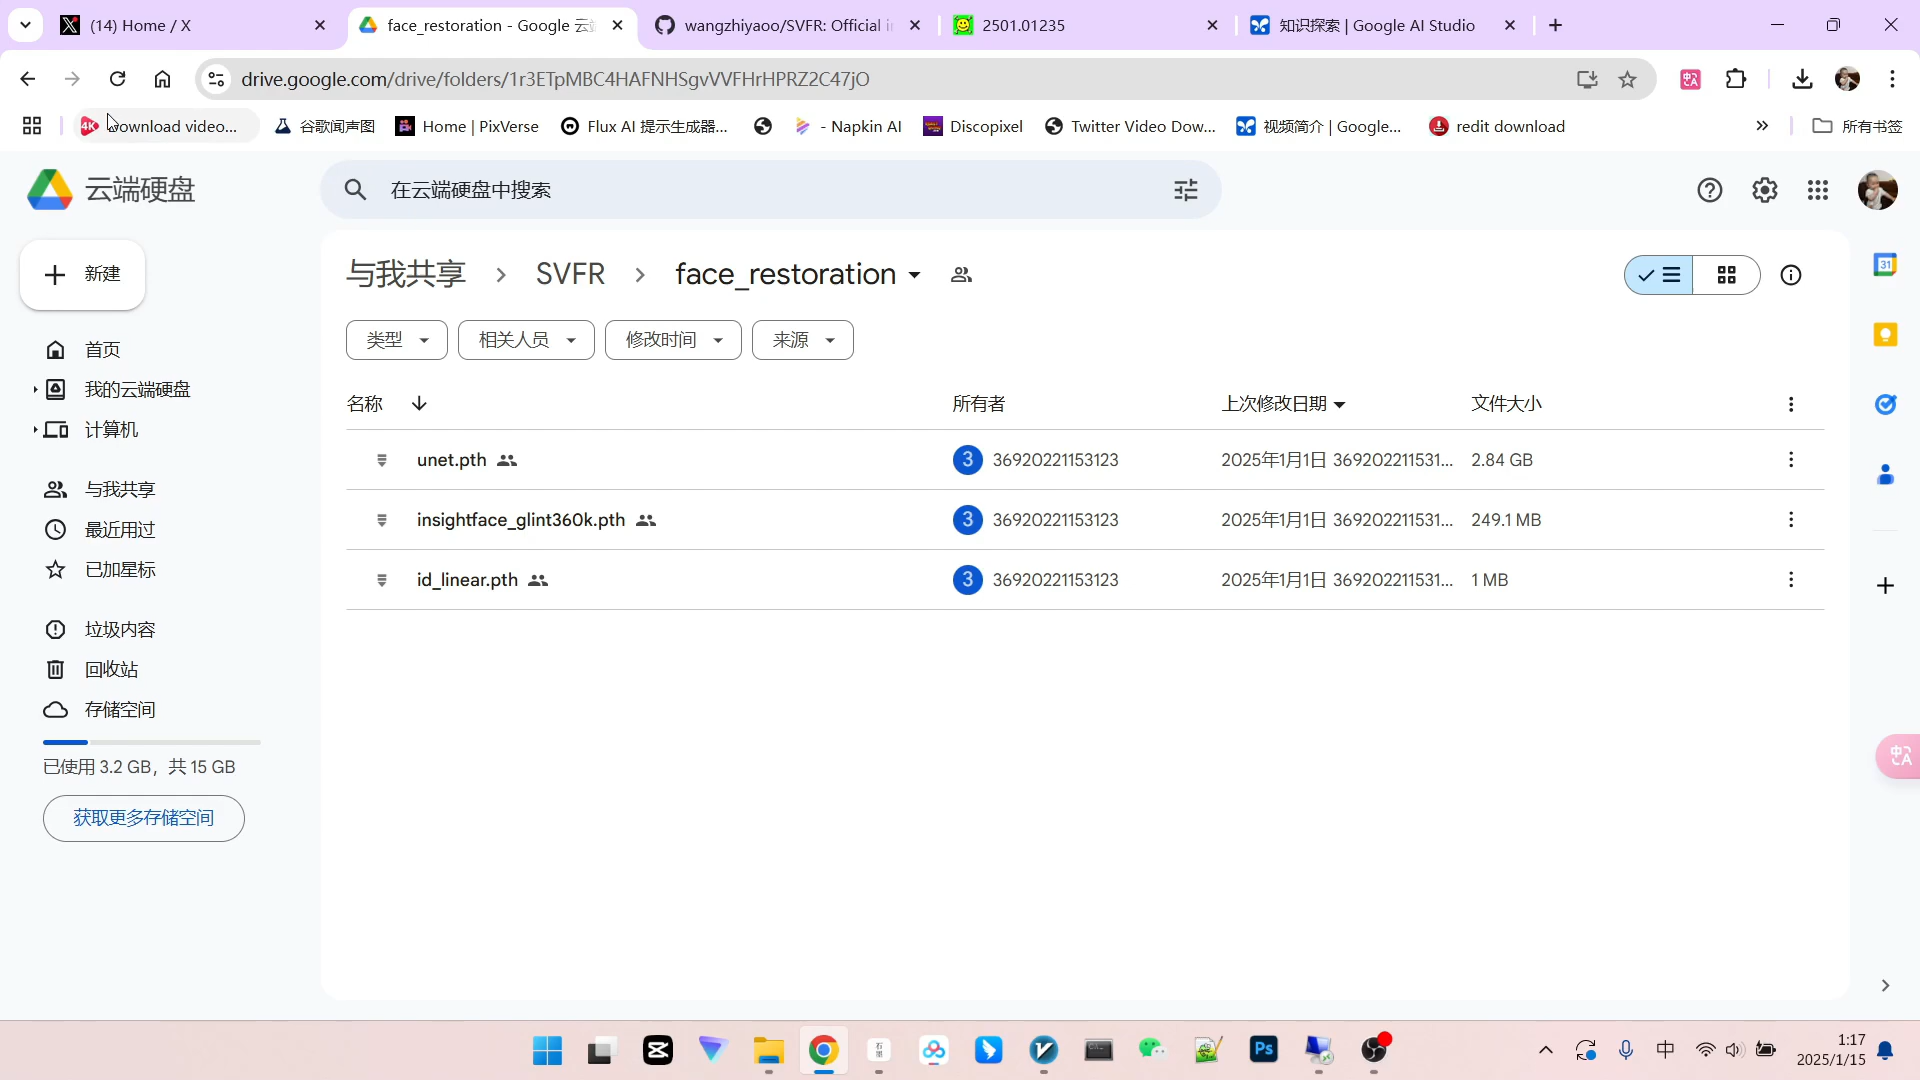 (14) Home / X
face_restoration - Google 云
wangzhiyaoo/SVFR: Official i
2501.01235
知识探索 | Google AI Studio
drive.google.com/drive/folders/1r3ETpMBC4HAFNHSgvVVFHrHPRZ2C47jO
4K Download video...
谷歌闻声图
Home | PixVerse
Flux AI 提示生成器...
- Napkin AI
Discopixel
Twitter Video Dow...
视频简介 | Google...
redit download
所有书签
云端硬盘
在云端硬盘中搜索
新建
与我共享 > SVFR > face_restoration
31
类型
相关人员
修改时间
来源
首页
我的云端硬盘
计算机
与我共享
最近用过
已加星标
垃圾内容
回收站
存储空间
已使用 3.2 GB，共 15 GB
获取更多存储空间
名称 所有者 上次修改日期 文件大小
unet.pth 3 36920221153123 2025年1月1日 369202211531... 2.84 GB
insightface_glint360k.pth 3 36920221153123 2025年1月1日 369202211531... 249.1 MB
id_linear.pth 3 36920221153123 2025年1月1日 369202211531... 1 MB
石墨
Ps
中
1:17
2025/1/15